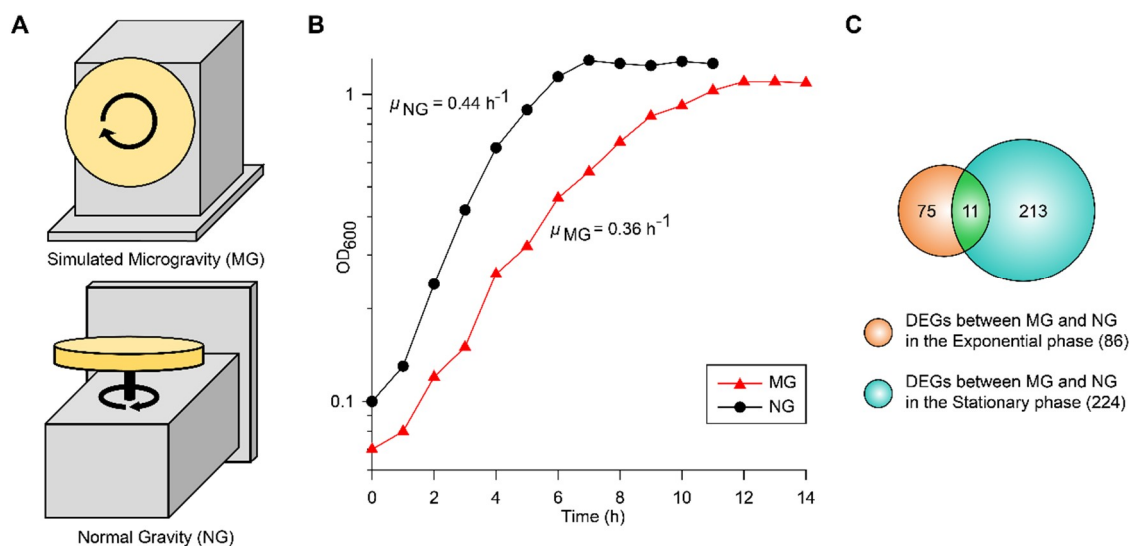 A
Simulated Microgravity (MG)
Normal Gravity (NG)
B
1
0.1
OD600
μNG = 0.44 h-1
μMG = 0.36 h-1
MG
NG
0 2 4 6 8 10 12 14
Time (h)
C
75 11 213
DEGs between MG and NG
in the Exponential phase (86)
DEGs between MG and NG
in the Stationary phase (224)